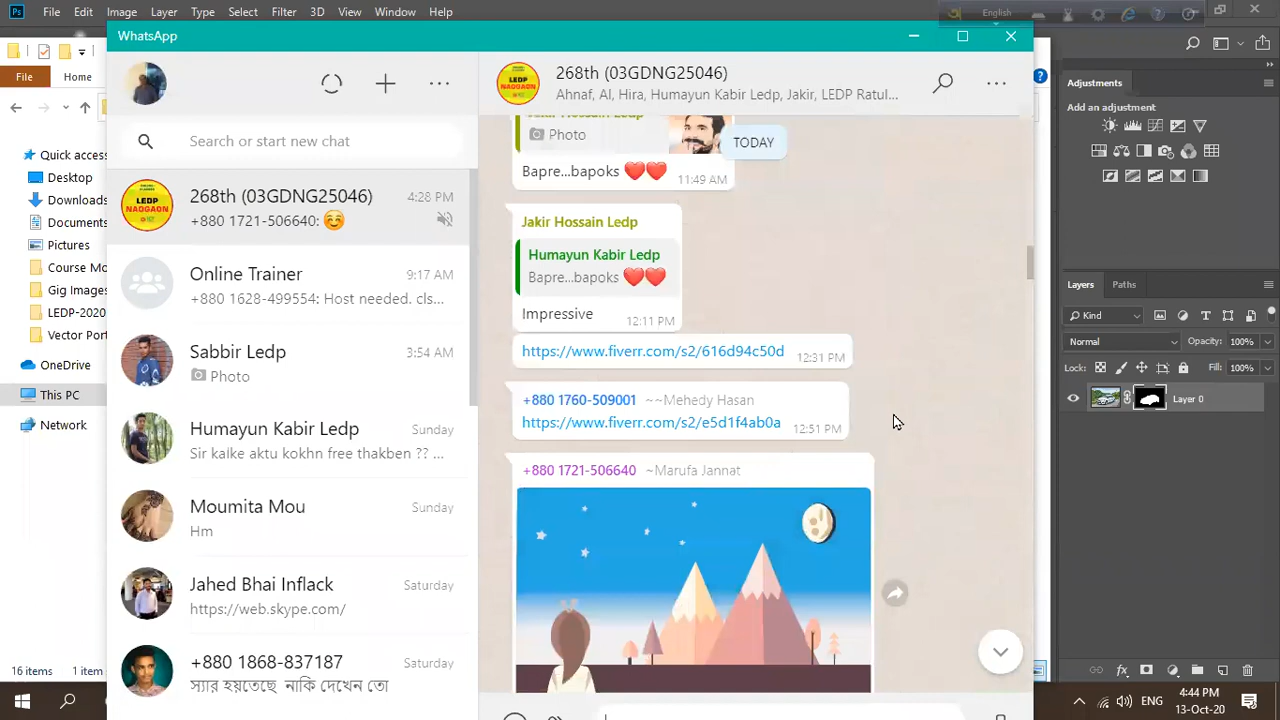 File Edit Image Layer Type Select Filter 3D View Window Help
English
WhatsApp
File Home
Quick access
Desktop
Downloads
Documents
Pictures
Course Mo
Gig Images
LEDP-2020
Vector Port
OneDrive
This PC
Network
16 items 1 item
Search or start new chat
268th (03GDNG25046) 4:28 PM
+880 1721-506640: ☺️
Online Trainer 9:17 AM
+880 1628-499554: Host needed. cls...
Sabbir Ledp 3:54 AM
Photo
Humayun Kabir Ledp Sunday
Sir kaike aktu kokhn free thakben ?? ...
Moumita Mou Sunday
Hm
Jahed Bhai Inflack Saturday
https://web.skype.com/
+880 1868-837187 Saturday
স্যার হয়তেছে নাকি দেখেন তো
LEDP
NAOGAON
268th (03GDNG25046)
Ahnaf, Al, Hira, Humayun Kabir Ledp, Jakir, LEDP Ratul...
Jakir Hossain Ledp
Photo
TODAY
Bapre...bapoks ❤️❤️ 11:49 AM
Jakir Hossain Ledp
Humayun Kabir Ledp
Bapre...bapoks ❤️❤️
Impressive 12:11 PM
https://www.fiverr.com/s2/616d94c50d 12:31 PM
+880 1760-509001 ~~Mehedy Hasan
https://www.fiverr.com/s2/e5d1f4ab0a 12:51 PM
+880 1721-506640 ~Marufa Jannat
Adjustments
Add an adjustment
Layers Paths
Kind
Normal Opacity: 100%
Lock: Fill: 100%
Layer 0
fx
4:44 PM
13-Oct-20